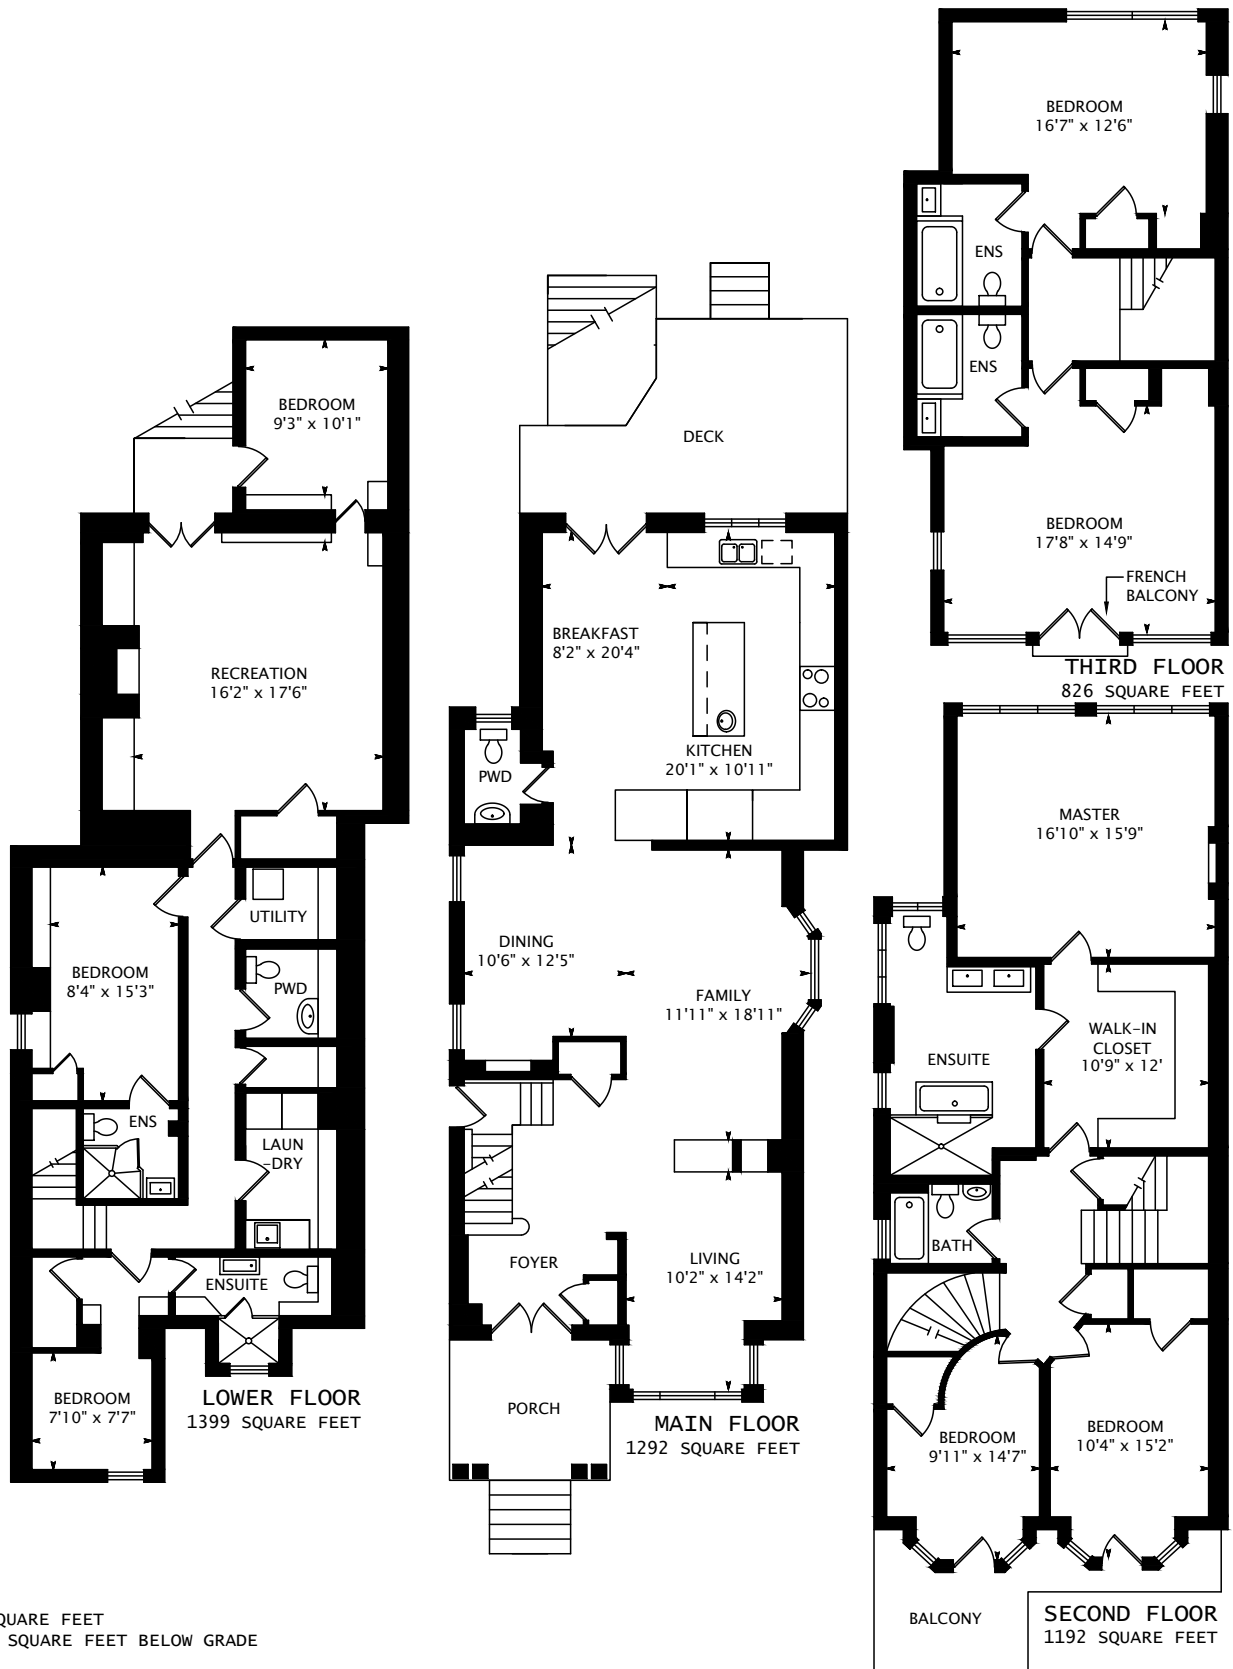 BEDROOM
16'7" x 12'6"
ENS
ENS
BEDROOM
17'8" x 14'9"
FRENCH
BALCONY
THIRD FLOOR
826 SQUARE FEET
BEDROOM
9'3" x 10'1"
RECREATION
16'2" x 17'6"
UTILITY
BEDROOM
8'4" x 15'3"
PWD
ENS
LAUN
-DRY
ENSUITE
BEDROOM
7'10" x 7'7"
LOWER FLOOR
1399 SQUARE FEET
DECK
BREAKFAST
8'2" x 20'4"
KITCHEN
20'1" x 10'11"
PWD
DINING
10'6" x 12'5"
FAMILY
11'11" x 18'11"
FOYER
LIVING
10'2" x 14'2"
PORCH
MAIN FLOOR
1292 SQUARE FEET
MASTER
16'10" x 15'9"
ENSUITE
WALK-IN
CLOSET
10'9" x 12'
BATH
BEDROOM
9'11" x 14'7"
BEDROOM
10'4" x 15'2"
BALCONY
SECOND FLOOR
1192 SQUARE FEET
FEET
SQUARE FEET BELOW GRADE